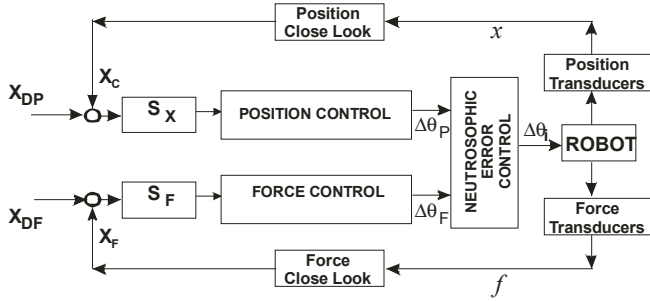 Position
Close Look
x
Position
Transducers
X_C
X_DP
S_X
POSITION CONTROL
Δθ_P
NEUTROSOPHIC
ERROR
CONTROL
Δθ_i
ROBOT
X_DF
S_F
FORCE CONTROL
Δθ_F
X_F
Force
Transducers
Force
Close Look
f